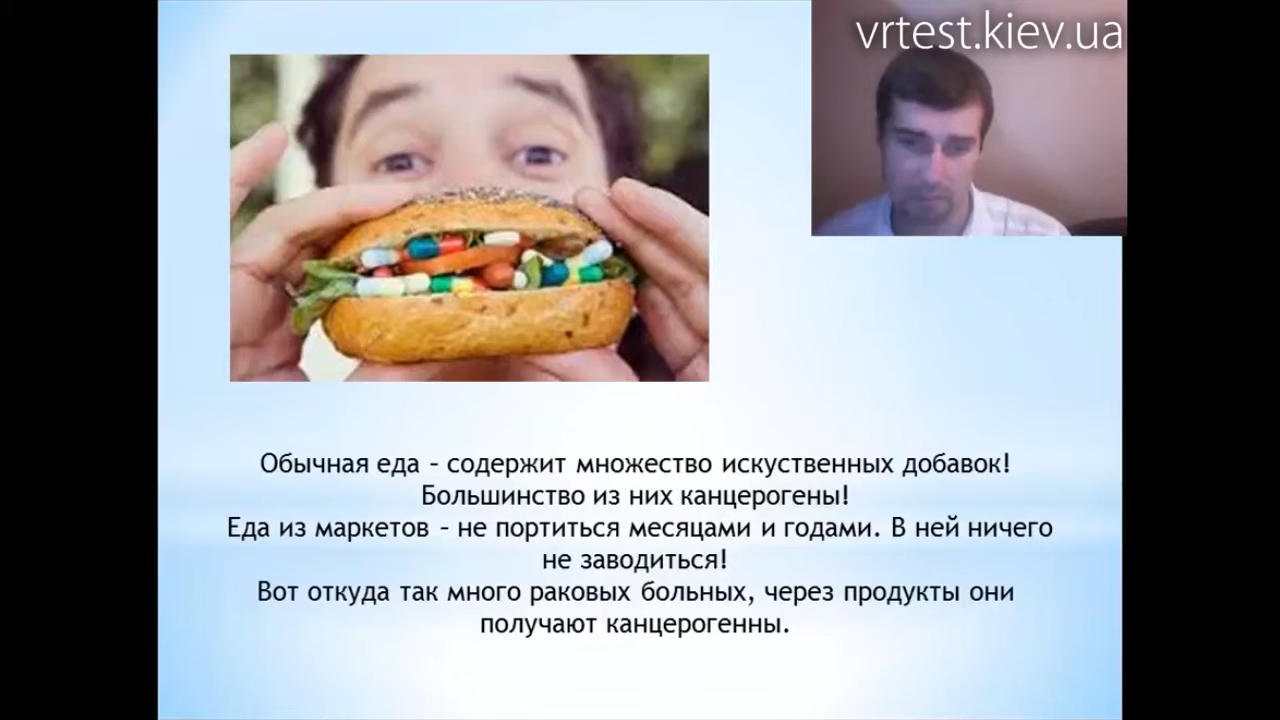 vrtest.kiev.ua
Обычная еда – содержит множество искуственных добавок!
Большинство из них канцерогены!
Еда из маркетов – не портиться месяцами и годами. В ней ничего
не заводиться!
Вот откуда так много раковых больных, через продукты они
получают канцерогенны.